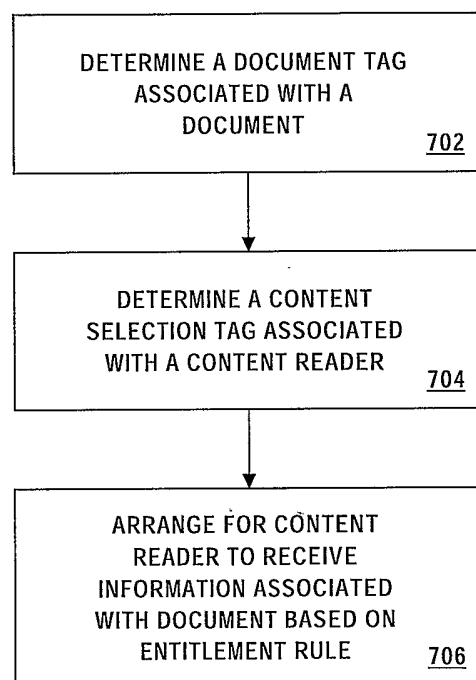 DETERMINE A DOCUMENT TAG
ASSOCIATED WITH A
DOCUMENT
702
DETERMINE A CONTENT
SELECTION TAG ASSOCIATED
WITH A CONTENT READER
704
ARRANGE FOR CONTENT
READER TO RECEIVE
INFORMATION ASSOCIATED
WITH DOCUMENT BASED ON
ENTITLEMENT RULE
706